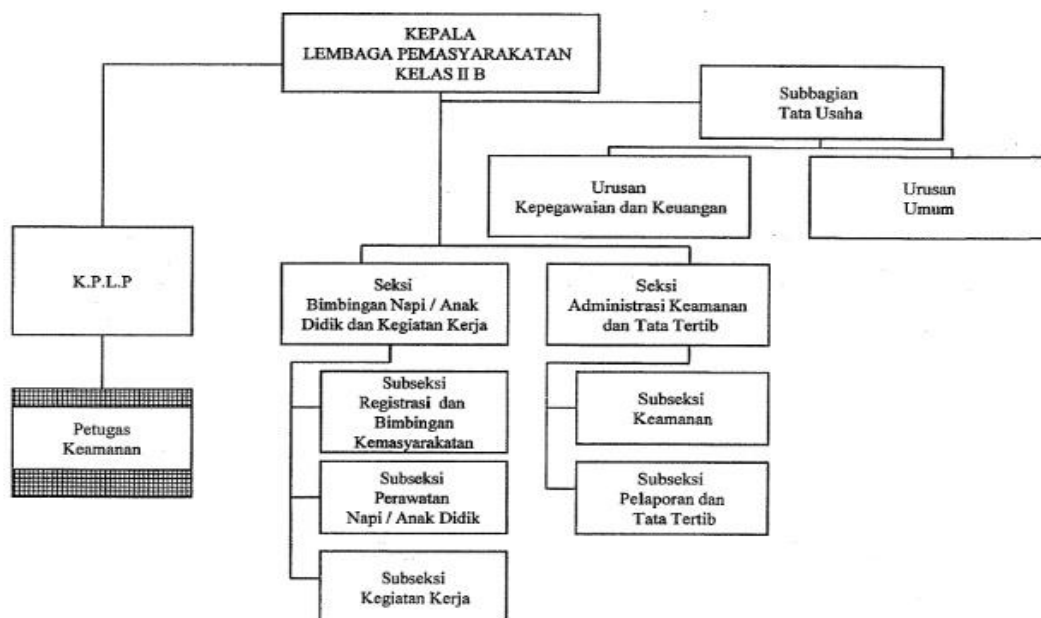 KEPALA
LEMBAGA PEMASYARAKATAN
KELAS II B
Subbagian
Tata Usaha
Urusan
Kepegawaian dan Keuangan
Urusan
Umum
K.P.L.P
Seksi
Bimbingan Napi / Anak
Didik dan Kegiatan Kerja
Seksi
Administrasi Keamanan
dan Tata Tertib
Petugas
Keamanan
Subseksi
Registrasi dan
Bimbingan
Kemasyarakatan
Subseksi
Keamanan
Subseksi
Perawatan
Napi / Anak Didik
Subseksi
Pelaporan dan
Tata Tertib
Subseksi
Kegiatan Kerja